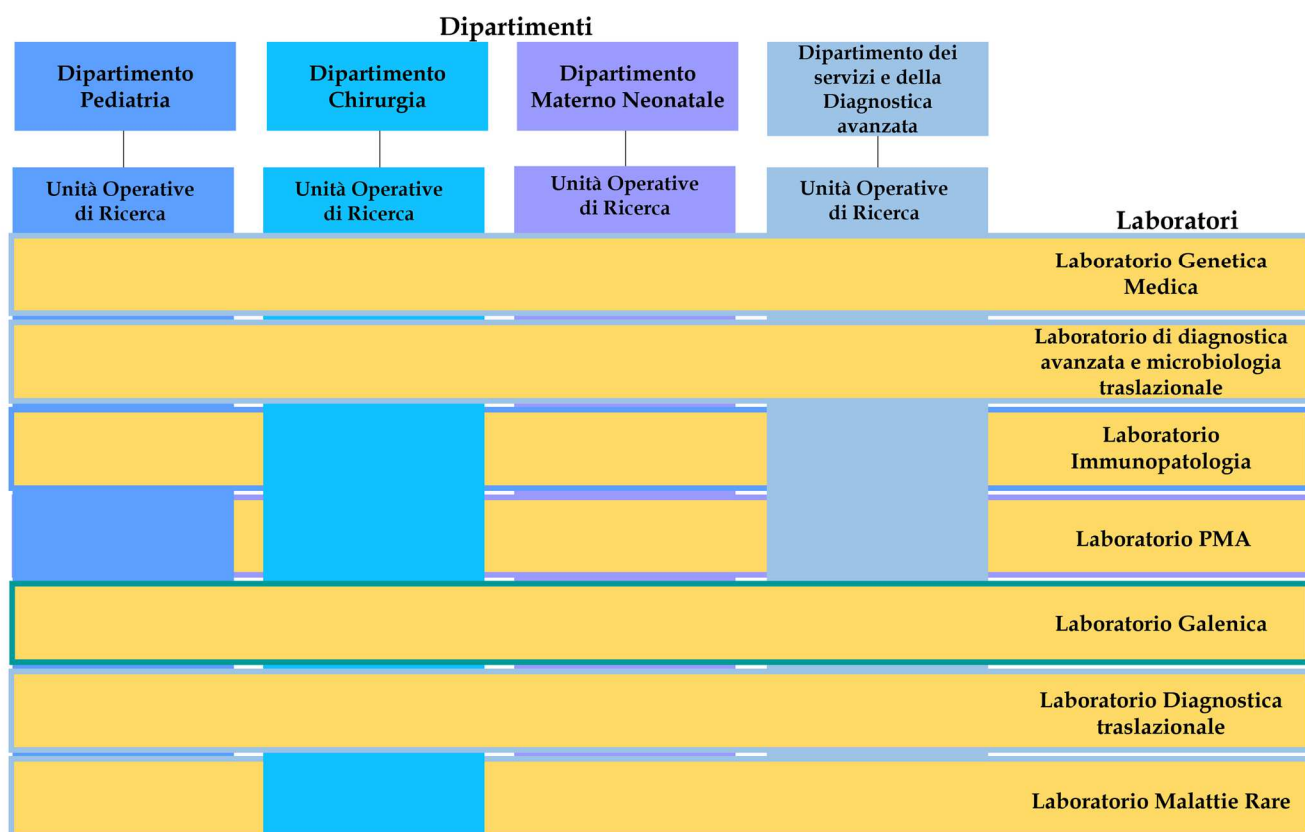 Dipartimenti
Dipartimento
Pediatria
Dipartimento
Chirurgia
Dipartimento
Materno Neonatale
Dipartimento dei
servizi e della
Diagnostica
avanzata
Unità Operative
di Ricerca
Unità Operative
di Ricerca
Unità Operative
di Ricerca
Unità Operative
di Ricerca
Laboratori
Laboratorio Genetica
Medica
Laboratorio di diagnostica
avanzata e microbiologia
traslazionale
Laboratorio
Immunopatologia
Laboratorio PMA
Laboratorio Galenica
Laboratorio Diagnostica
traslazionale
Laboratorio Malattie Rare